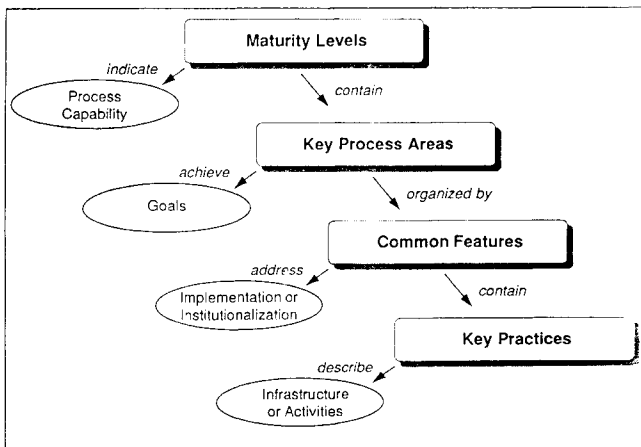 Maturity Levels
indicate
contain
Process
Capability
Key Process Areas
achieve
organized by
Goals
Common Features
address
contain
Implementation or
Institutionalization
Key Practices
describe
Infrastructure
or Activities